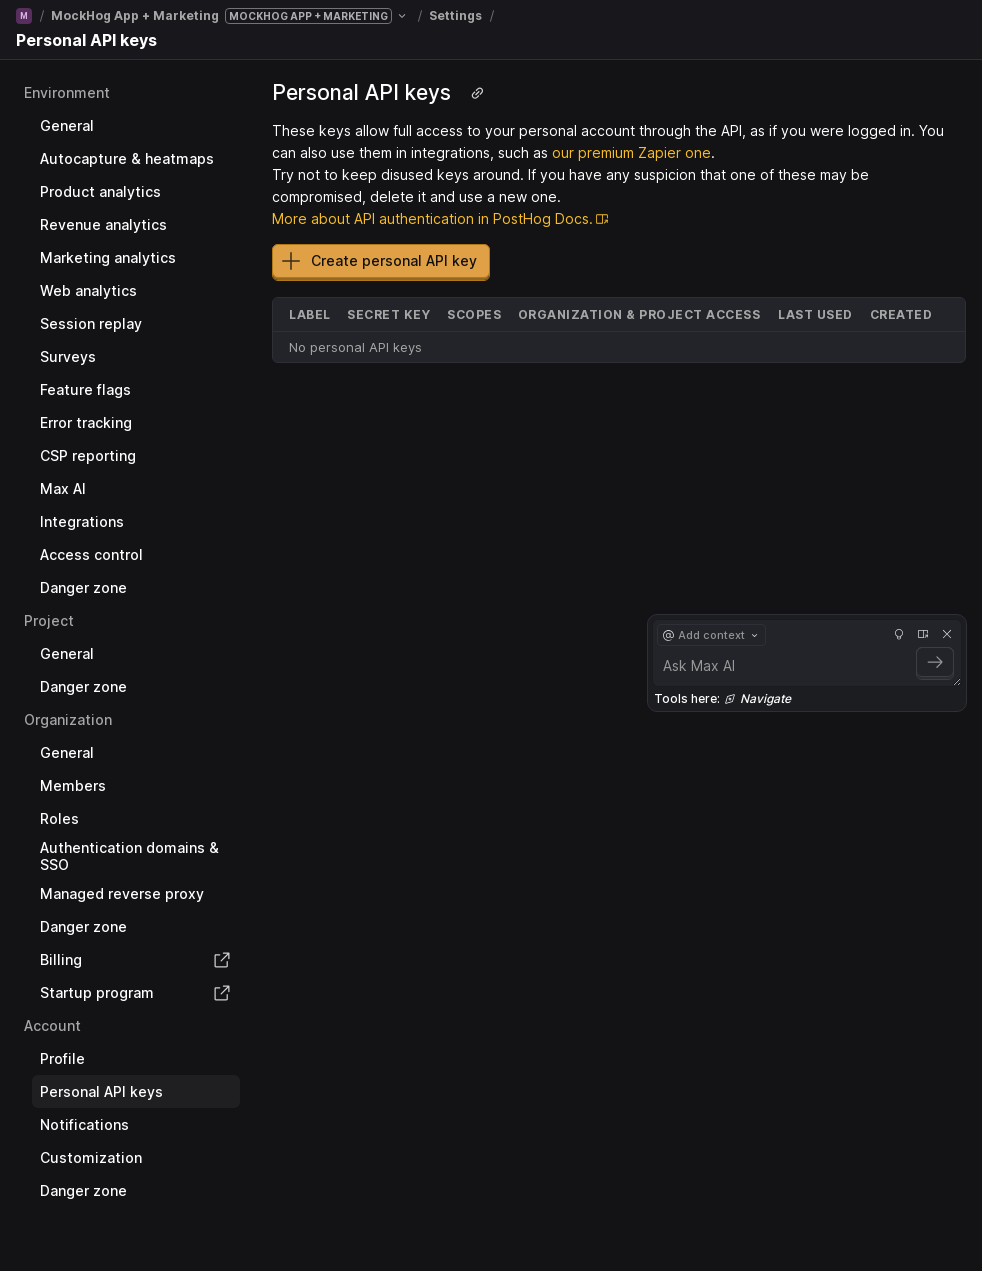 M / MockHog App + Marketing MOCKHOG APP + MARKETING / Settings /
Personal API keys
Environment
General
Autocapture & heatmaps
Product analytics
Revenue analytics
Marketing analytics
Web analytics
Session replay
Surveys
Feature flags
Error tracking
CSP reporting
Max AI
Integrations
Access control
Danger zone
Project
General
Danger zone
Organization
General
Members
Roles
Authentication domains &
SSO
Managed reverse proxy
Danger zone
Billing
Startup program
Account
Profile
Personal API keys
Notifications
Customization
Danger zone
Personal API keys
These keys allow full access to your personal account through the API, as if you were logged in. You
can also use them in integrations, such as our premium Zapier one.
Try not to keep disused keys around. If you have any suspicion that one of these may be
compromised, delete it and use a new one.
More about API authentication in PostHog Docs.
Create personal API key
LABEL SECRET KEY SCOPES ORGANIZATION & PROJECT ACCESS LAST USED CREATED
No personal API keys
@ Add context
Ask Max AI
Tools here: Navigate